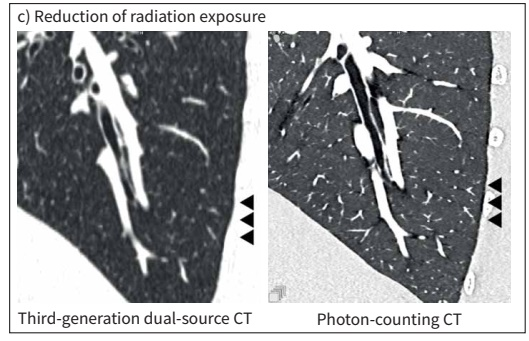 c) Reduction of radiation exposure
Third-generation dual-source CT
Photon-counting CT